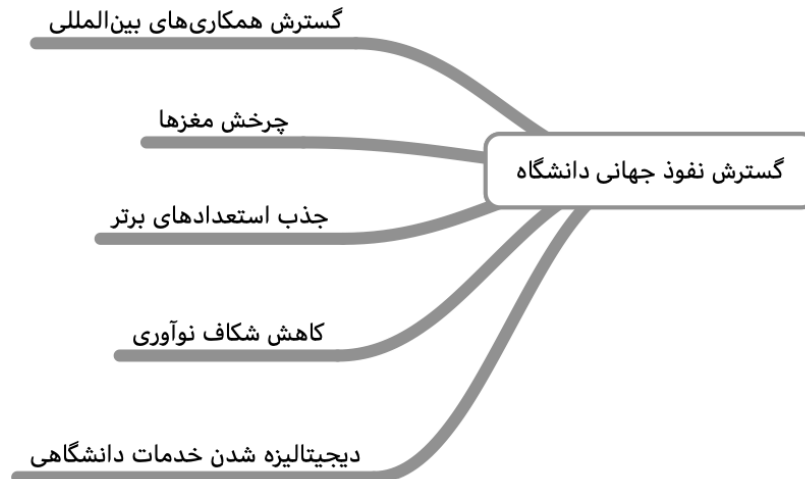 گسترش نفوذ جهانی دانشگاه
گسترش همکاری‌های بین‌المللی
چرخش مغزها
جذب استعدادهای برتر
کاهش شکاف نوآوری
دیجیتالیزه شدن خدمات دانشگاهی